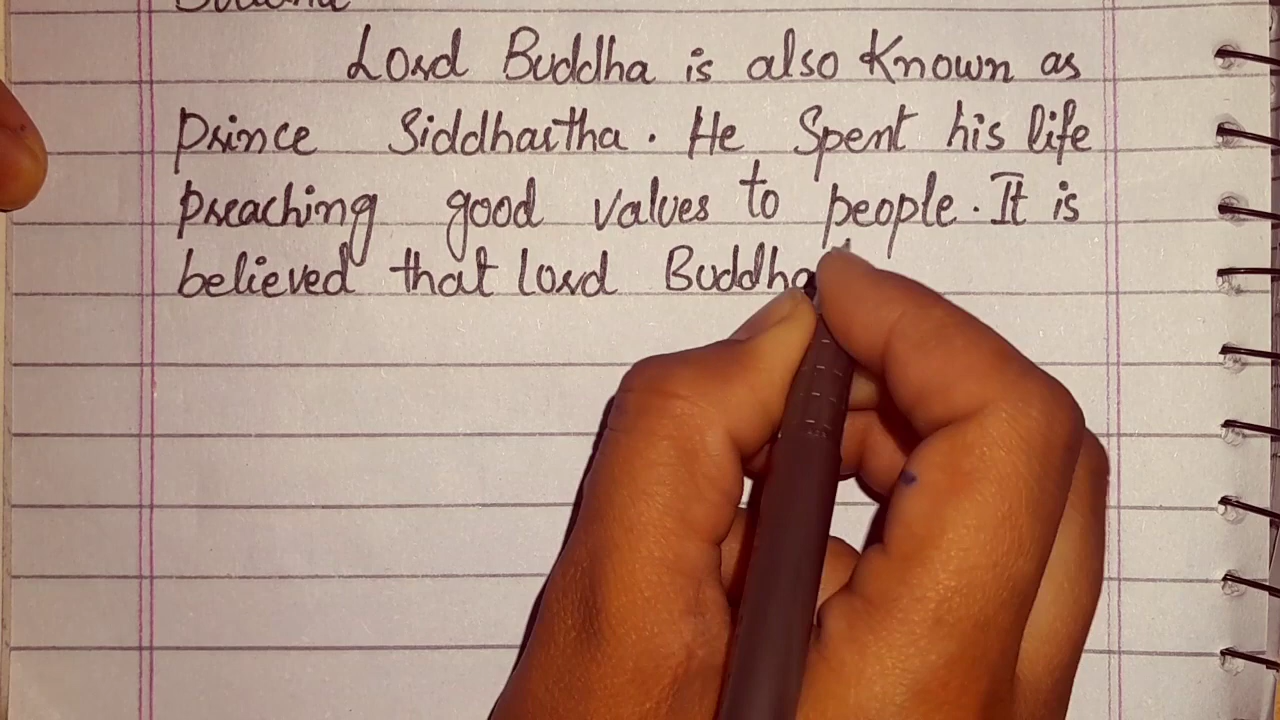 Buddha
Lord Buddha is also Known as
Prince Siddhartha. He Spent his life
preaching good values to people. It is
believed that lord Buddha